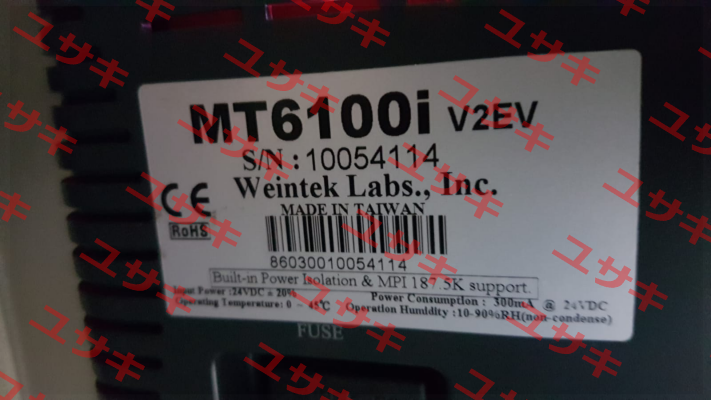 MT6100i V2EV
S/N : 10054114
Weintek Labs., Inc.
MADE IN TAIWAN
CE
RoHS
86030010054114
Built-in Power Isolation & MPI 187.5K support.
Input Power :24VDC ± 20% Power Consumption : 300mA @ 24VDC
Operating Temperature: 0 ~ 45℃ Operation Humidity :10-90%RH(non-condense)
FUSE
ユサキ